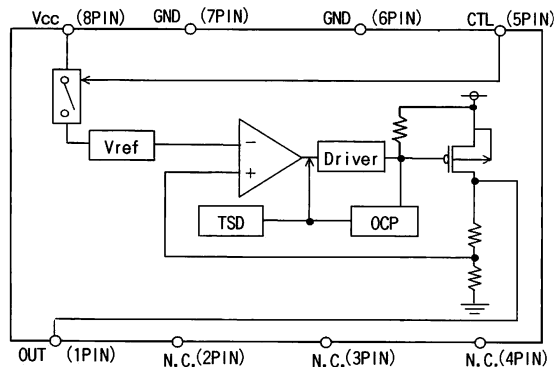 Vcc (8PIN) GND (7PIN) GND (6PIN) CTL (5PIN)
Vref
−
+
Driver
TSD
OCP
OUT (1PIN) N.C.(2PIN) N.C.(3PIN) N.C.(4PIN)